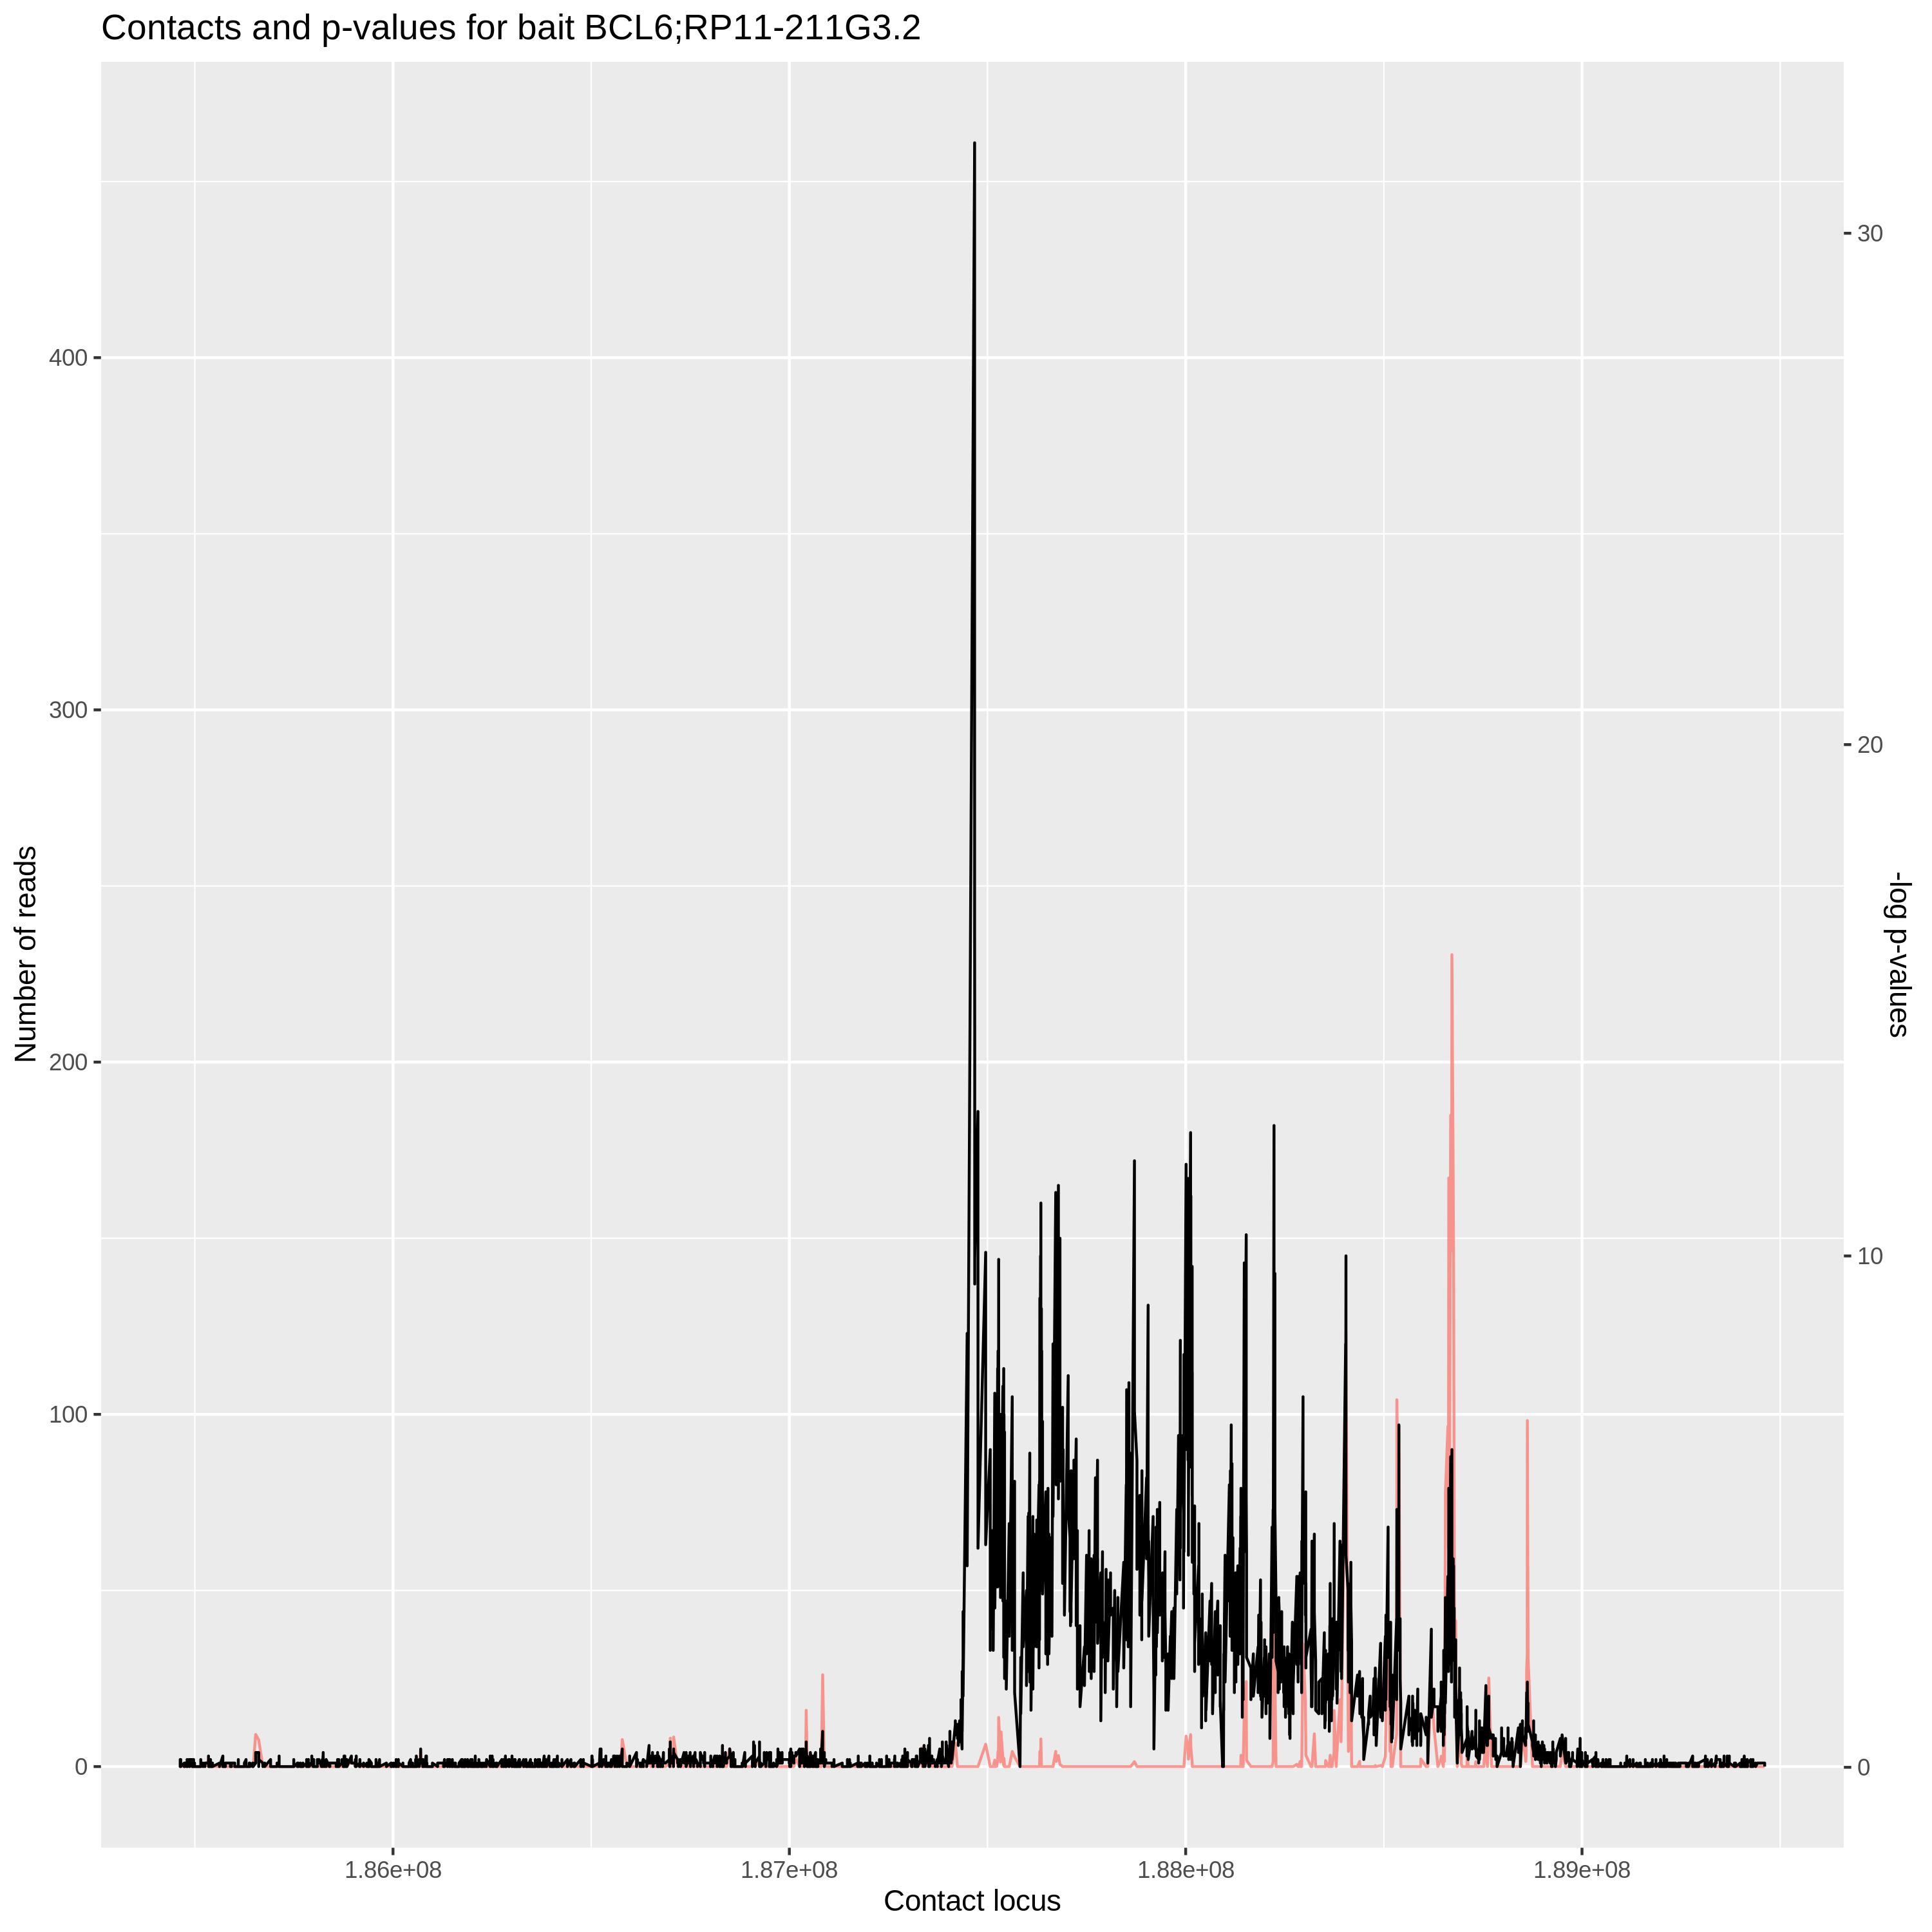 Contacts and p-values for bait BCL6;RP11-211G3.2
Number of reads
400
300
200
100
0
30
20
10
0
-log p-values
1.86e+08
1.87e+08
1.88e+08
1.89e+08
Contact locus